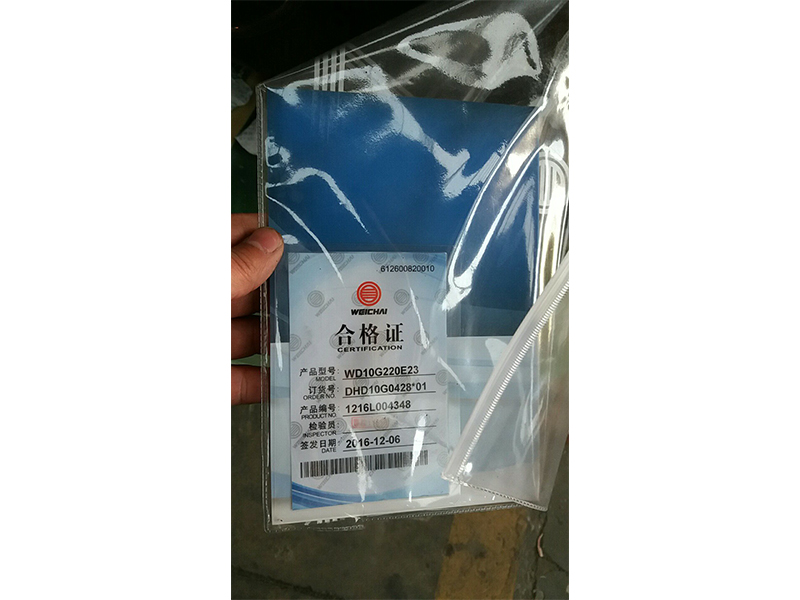 612600820010
WEICHAI
合格证
CERTIFICATION
产品型号: WD10G220E23
MODEL
订货号: DHD10G0428*01
ORDER NO.
产品编号: 1216L004348
PRODUCT NO.
检验员:
INSPECTOR
签发日期: 2016-12-06
DATE